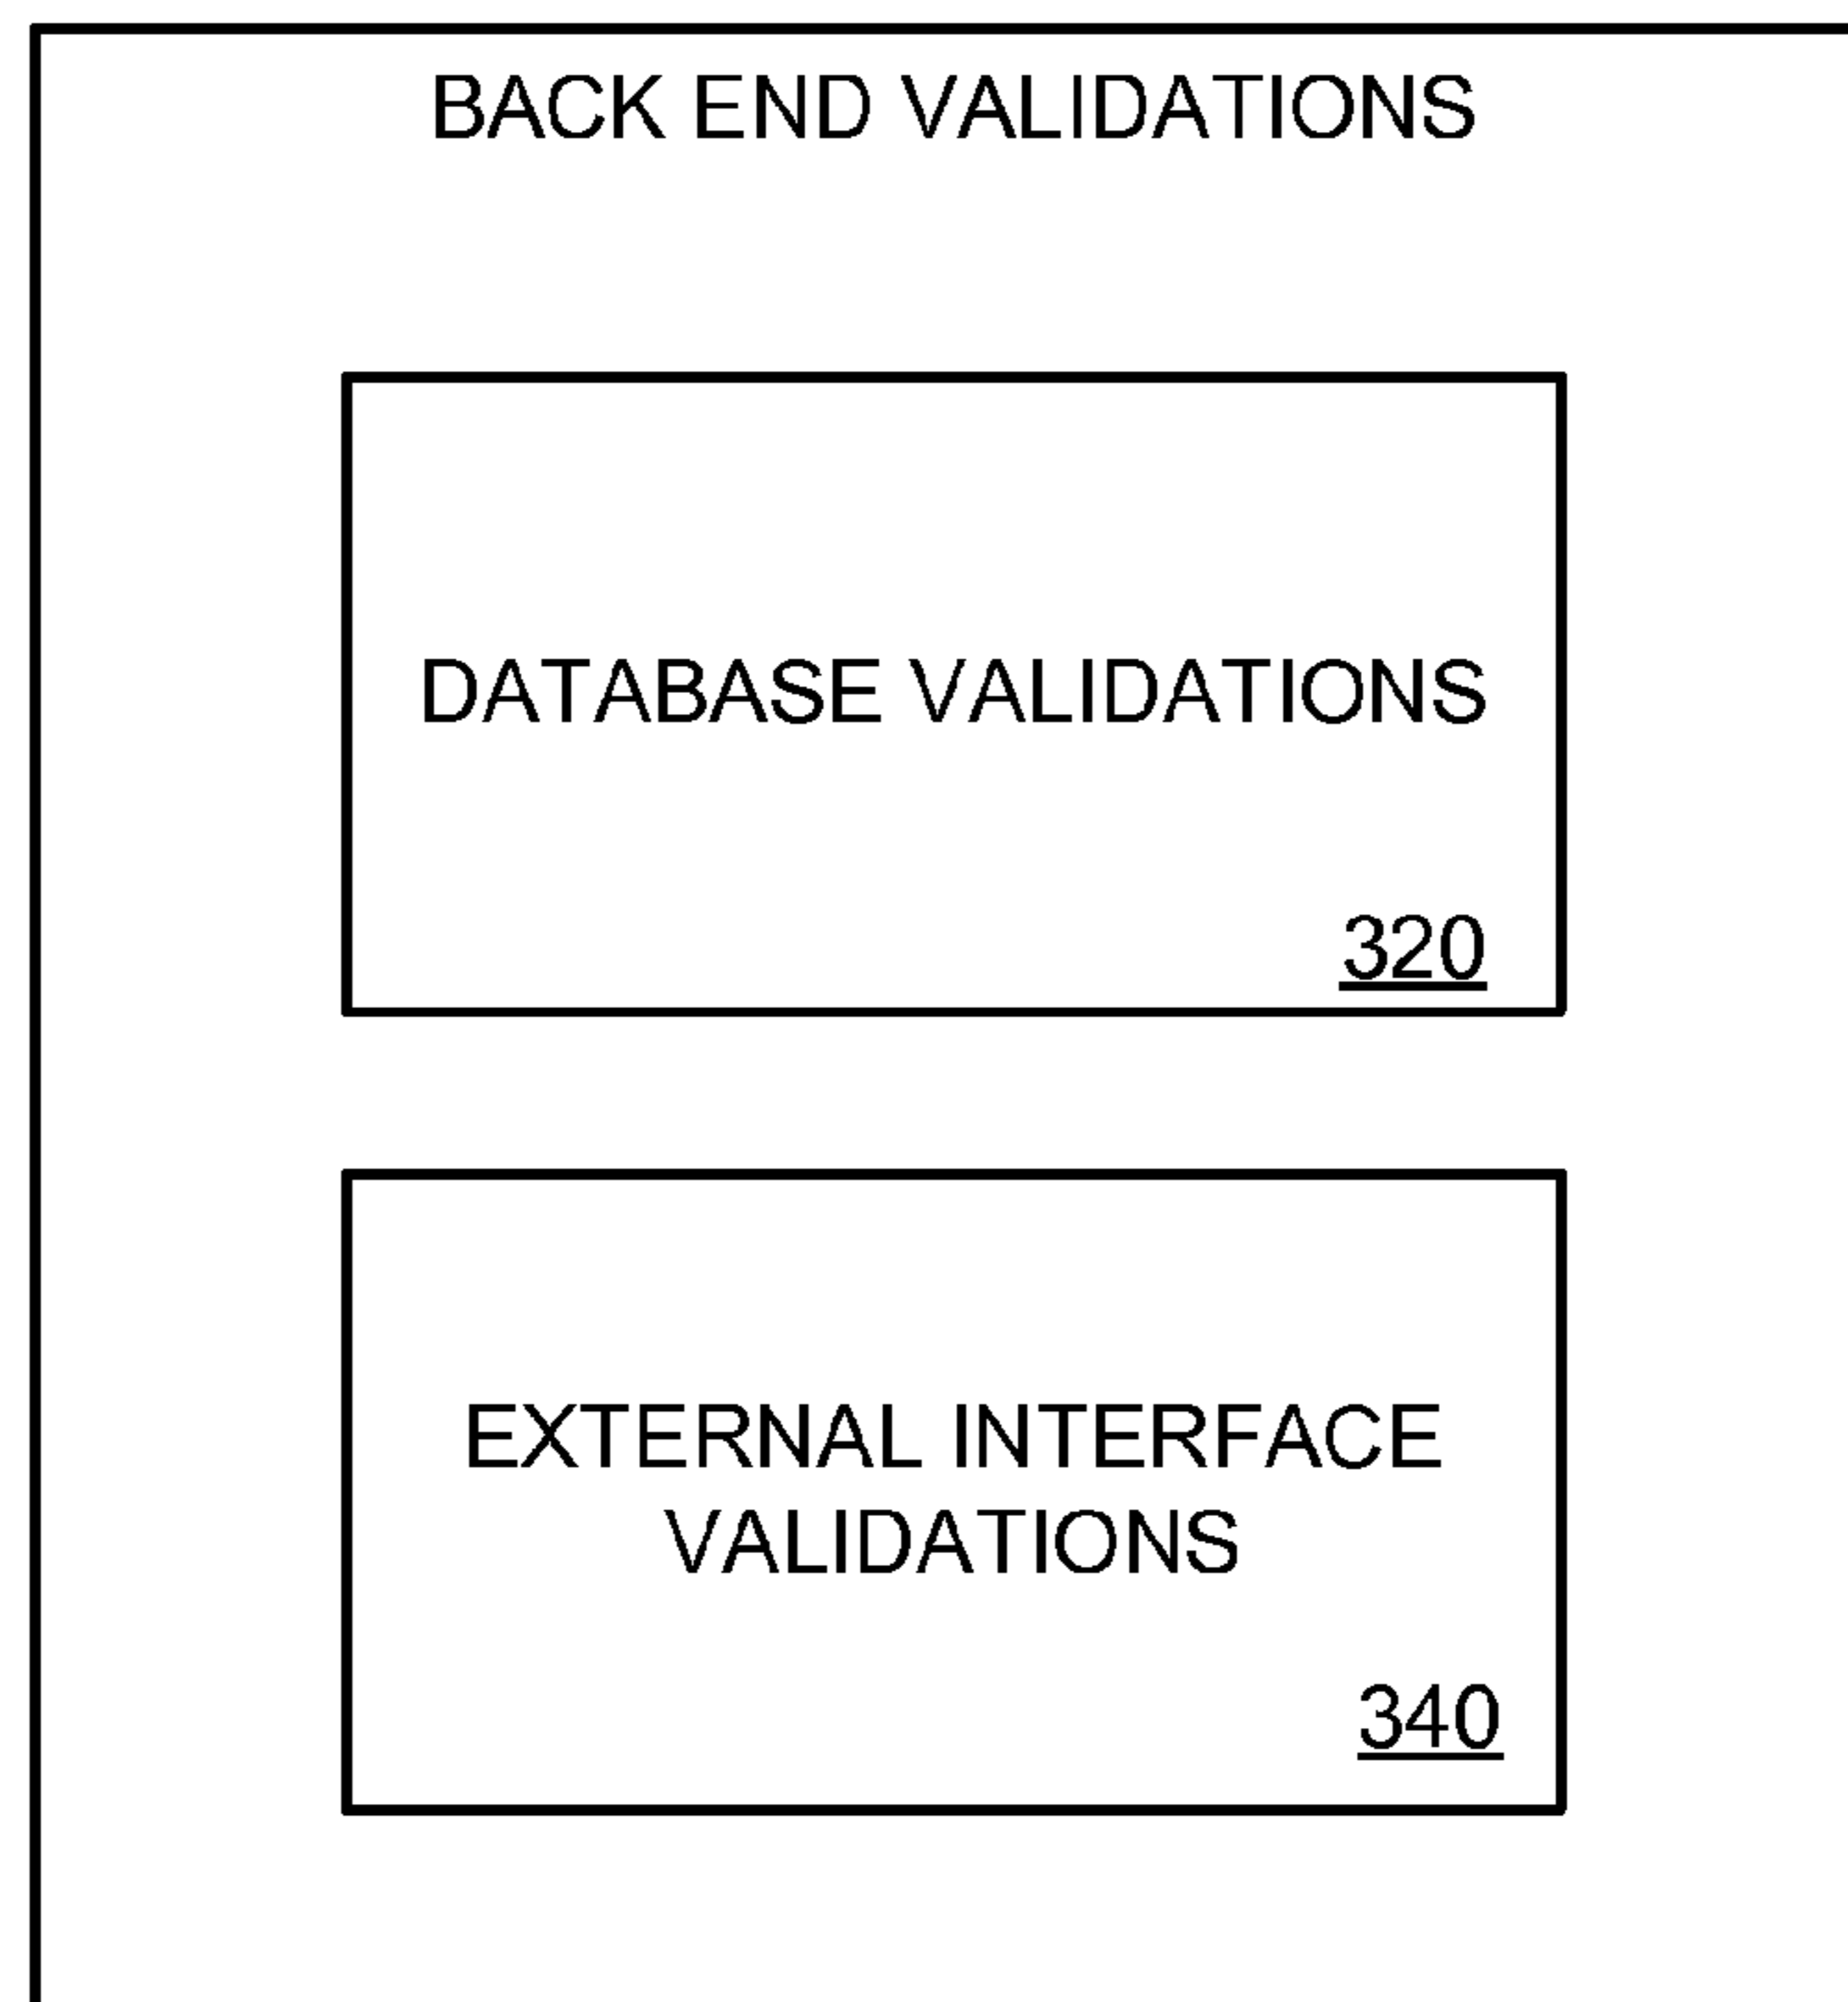 BACK END VALIDATIONS
DATABASE VALIDATIONS
320
EXTERNAL INTERFACE
VALIDATIONS
340